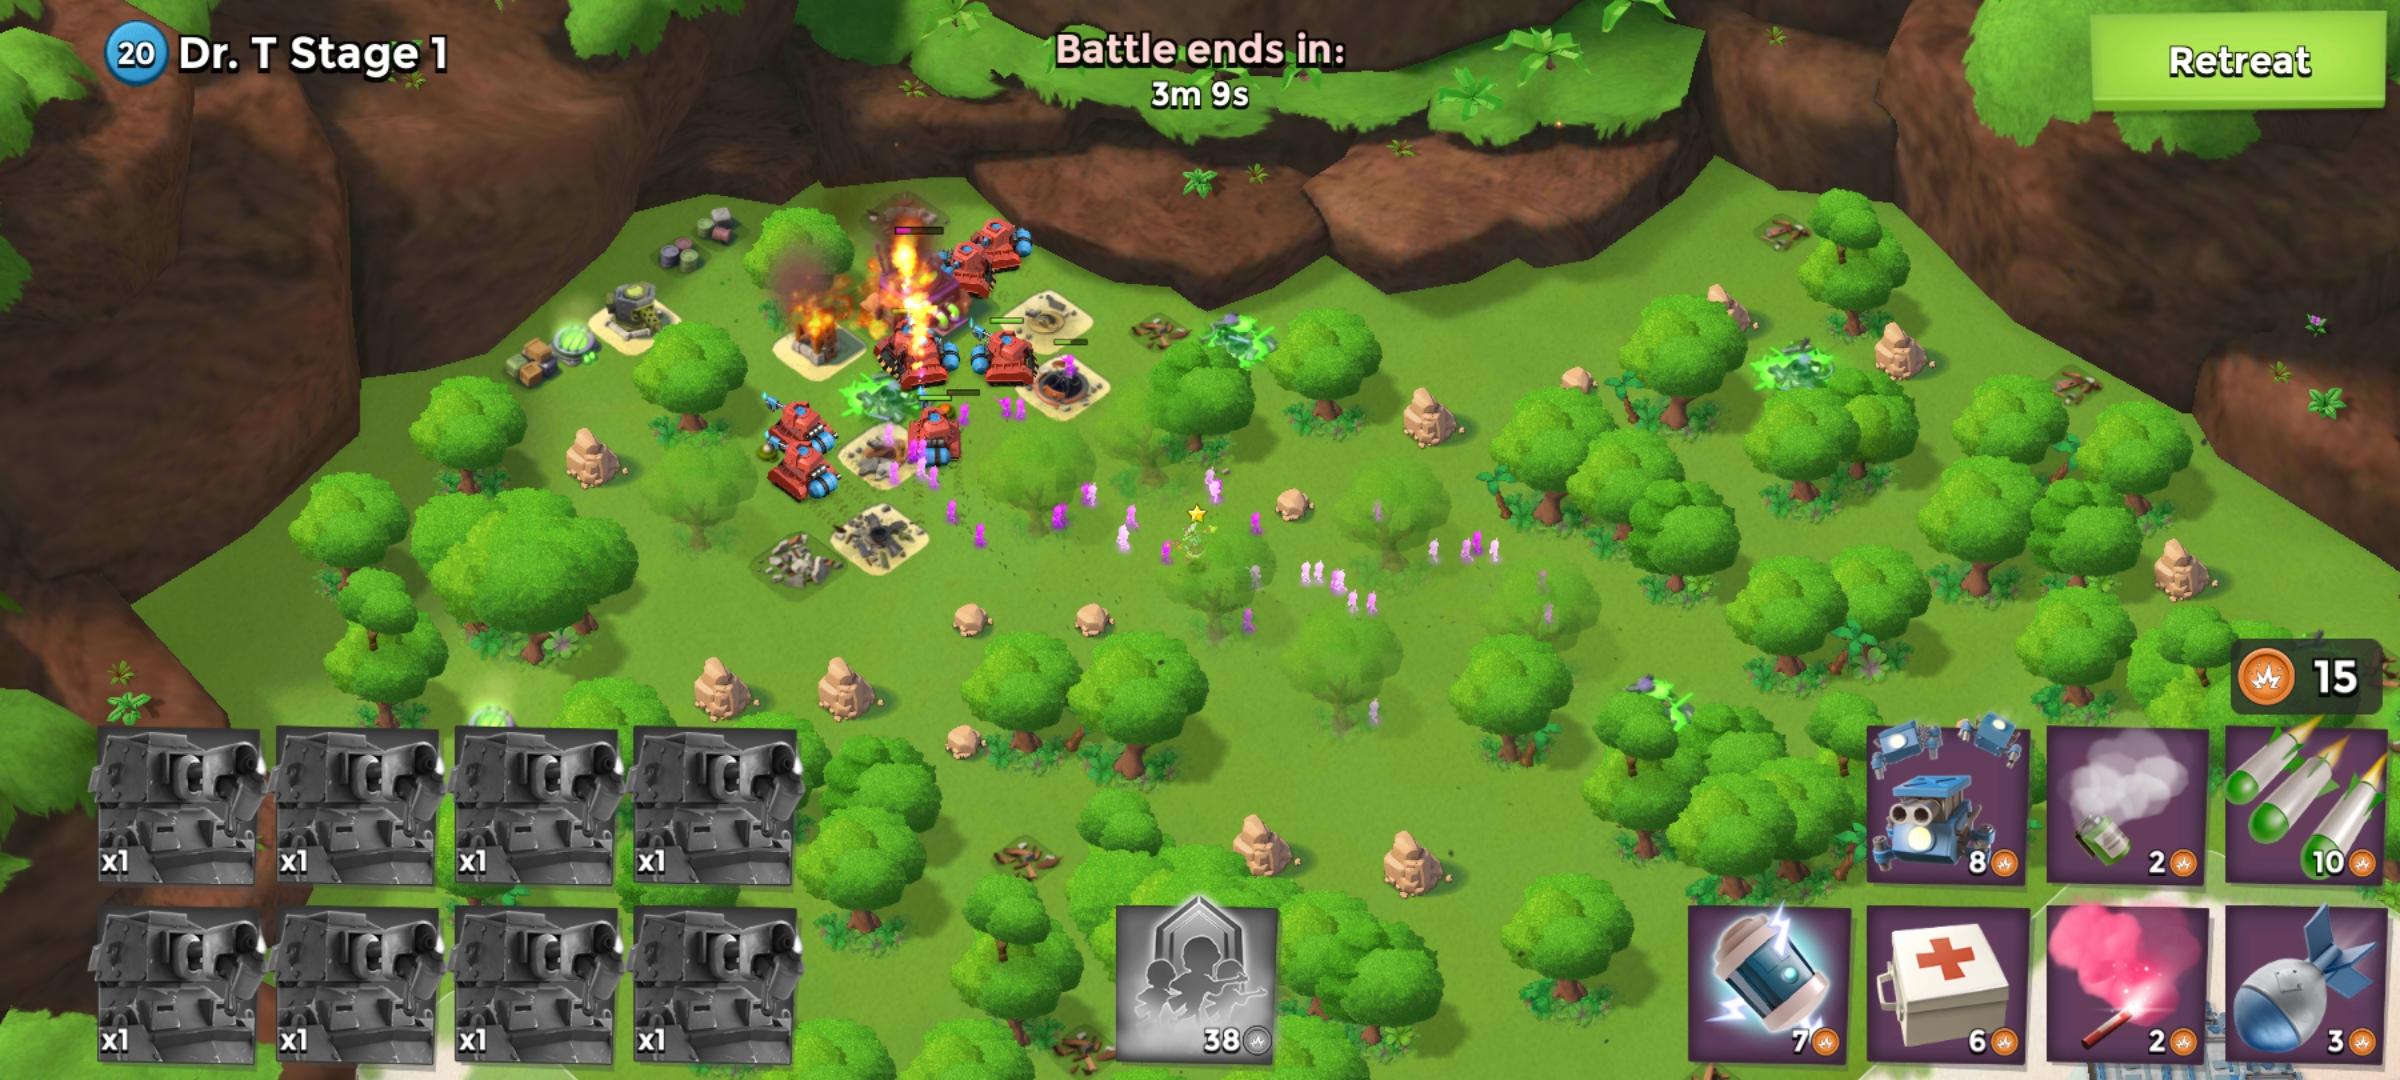 20 Dr. T Stage 1
Battle ends in:
3m 9s
Retreat
15
x1 x1 x1 x1
8 2 10
x1 x1 x1 x1
38
7 6 2 3